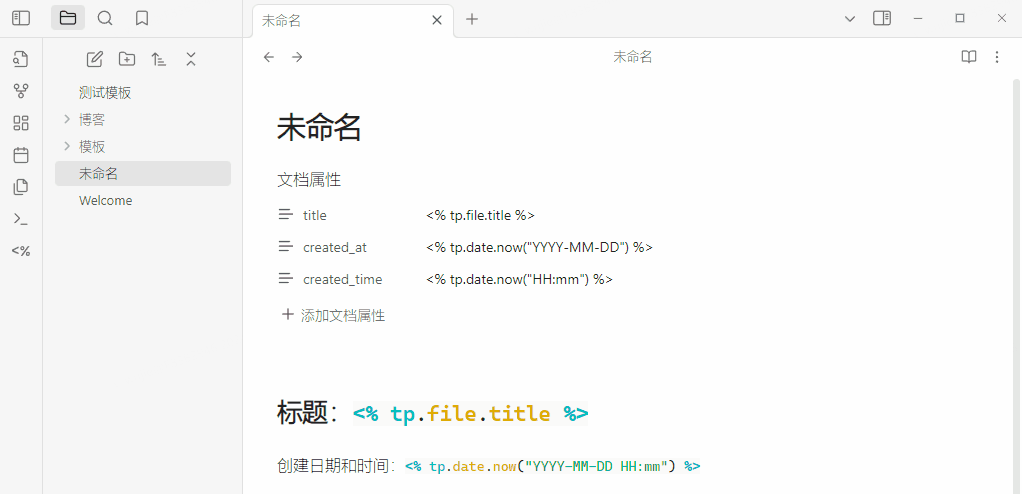 未命名
未命名
测试模板
博客
模板
未命名
Welcome
<%
未命名
文档属性
title <% tp.file.title %>
created_at <% tp.date.now("YYYY-MM-DD") %>
created_time <% tp.date.now("HH:mm") %>
添加文档属性
标题：<% tp.file.title %>
创建日期和时间：<% tp.date.now("YYYY-MM-DD HH:mm") %>